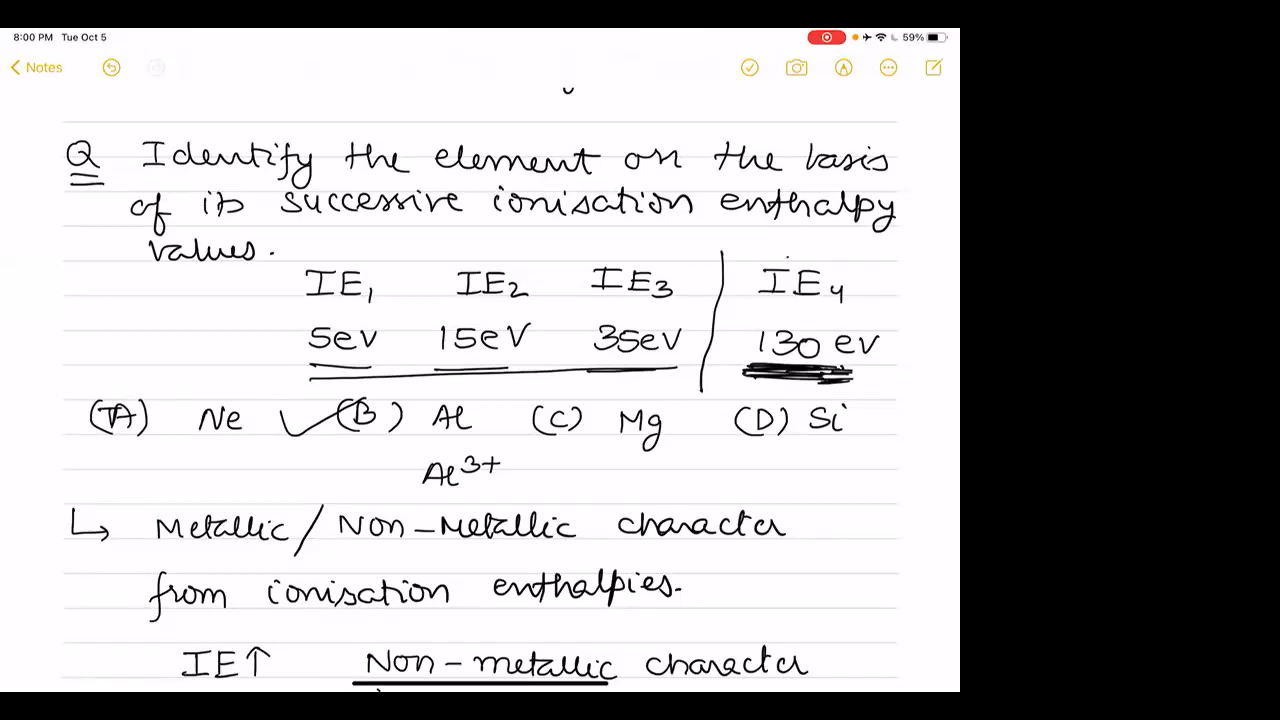 8:00 PM Tue Oct 5
59%
Notes
Q Identify the element on the basis
of its successive ionisation enthalpy
values.
IE₁ IE₂ IE₃ IE₄
5eV 15eV 35eV 130 eV
(A) Ne (B) Al (C) Mg (D) Si
Al³⁺
↳ Metallic / Non-Metallic character
from ionisation enthalpies.
IE↑ Non-metallic character